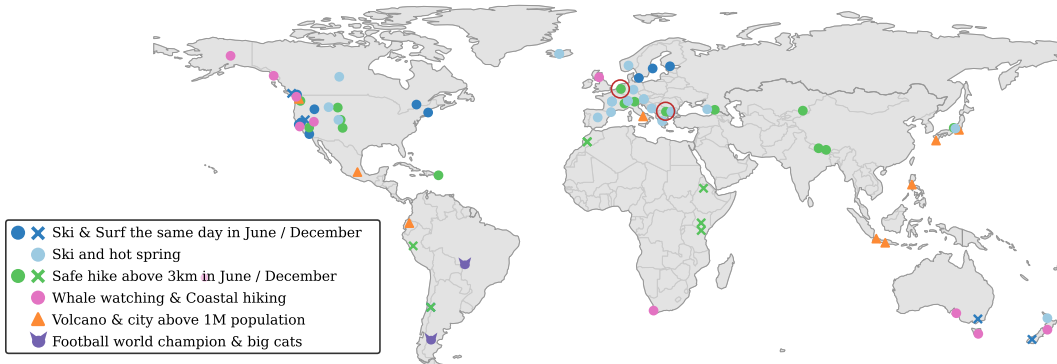 Ski & Surf the same day in June / December
Ski and hot spring
Safe hike above 3km in June / December
Whale watching & Coastal hiking
Volcano & city above 1M population
Football world champion & big cats